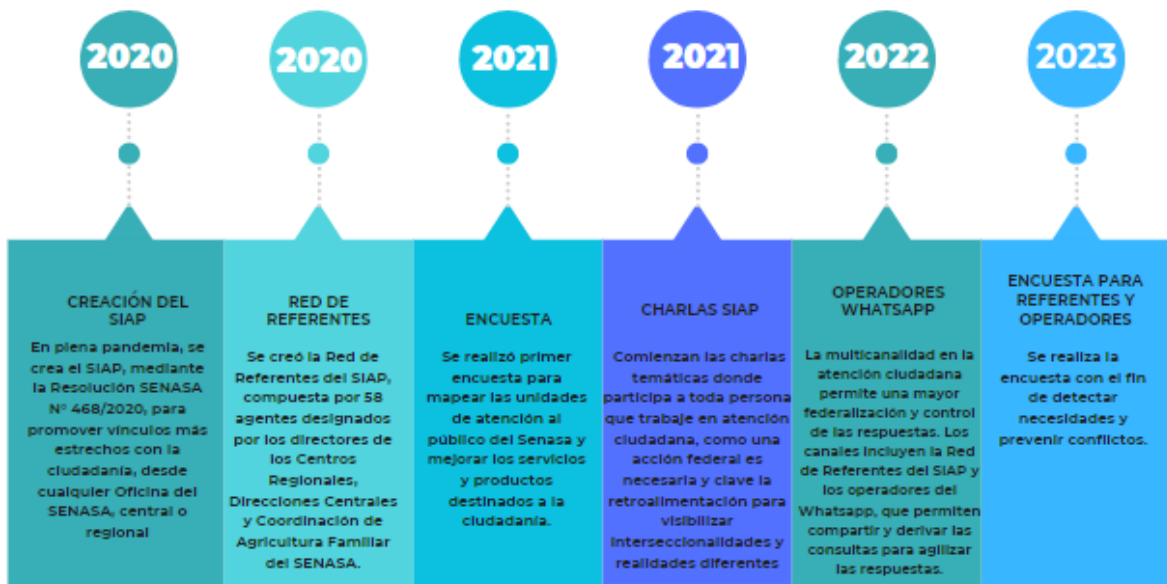 2020
2020
2021
2021
2022
2023
CREACIÓN DEL
SIAP
En plena pandemia, se
crea el SIAP, mediante
la Resolución SENASA
N° 468/2020, para
promover vínculos más
estrechos con la
ciudadanía, desde
cualquier Oficina del
SENASA, central o
regional
RED DE
REFERENTES
Se creó la Red de
Referentes del SIAP,
compuesta por 58
agentes designados
por los directores de
los Centros
Regionales,
Direcciones Centrales
y Coordinación de
Agricultura Familiar
del SENASA.
ENCUESTA
Se realizó primer
encuesta para
mapear las unidades
de atención al
público del Senasa y
mejorar los servicios
y productos
destinados a la
ciudadanía.
CHARLAS SIAP
Comienzan las charlas
temáticas donde
participa a toda persona
que trabaje en atención
ciudadana, como una
acción federal es
necesaria y clave la
retroalimentación para
visibilizar
interseccionalidades y
realidades diferentes
OPERADORES
WHATSAPP
La multicanalidad en la
atención ciudadana
permite una mayor
federalización y control
de las respuestas. Los
canales incluyen la Red
de Referentes del SIAP y
los operadores del
Whatsapp, que permiten
compartir y derivar las
consultas para agilizar
las respuestas.
ENCUESTA PARA
REFERENTES Y
OPERADORES
Se realiza la
encuesta con el fin
de detectar
necesidades y
prevenir conflictos.